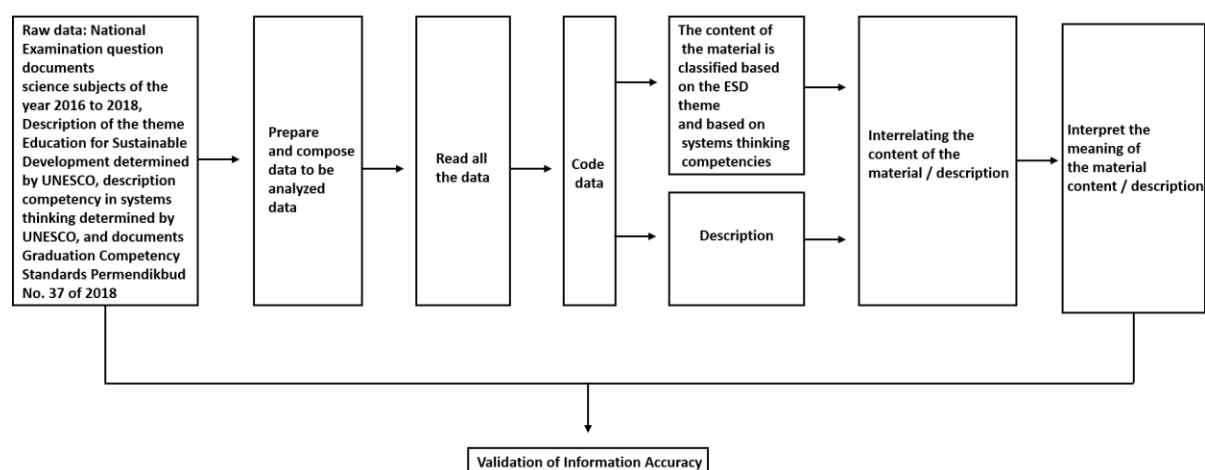 Raw data: National
Examination question
documents
science subjects of the
year 2016 to 2018,
Description of the theme
Education for Sustainable
Development determined
by UNESCO, description
competency in systems
thinking determined by
UNESCO, and documents
Graduation Competency
Standards Permendikbud
No. 37 of 2018
Prepare
and compose
data to be
analyzed
data
Read all
the data
Code
data
The content of
the material is
classified based
on the ESD
theme
and based on
systems thinking
competencies
Description
Interrelating the
content of the
material / description
Interpret the
meaning of
the material
content / description
Validation of Information Accuracy